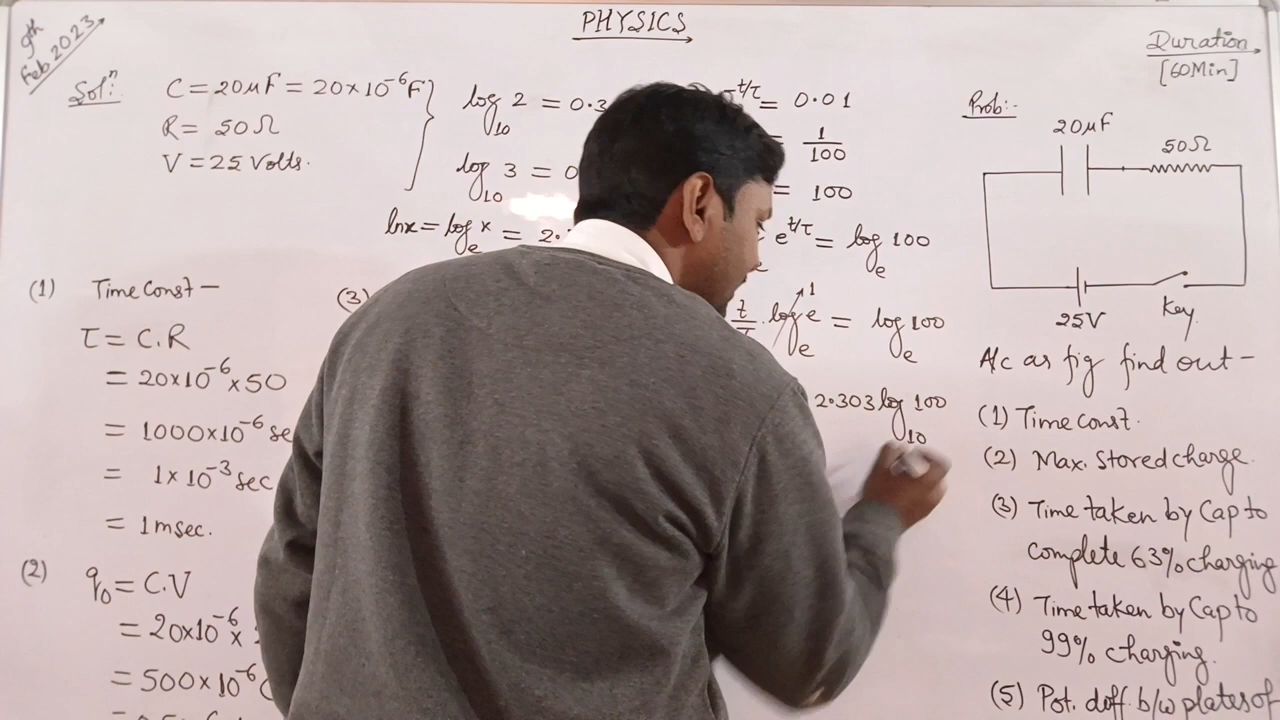 9th
Feb 2023
PHYSICS
Duration
[60Min]
Solⁿ:
C = 20μF = 20×10⁻⁶F
R = 50Ω
V = 25 Volts.
log₁₀ 2 = 0.3
log₁₀ 3 = 0
lnx = logₑ x = 2.
(1) Time Const –
τ = C.R
= 20×10⁻⁶×50
= 1000×10⁻⁶ se
= 1×10⁻³ sec
= 1 msec.
(2) q₀ = C.V
= 20×10⁻⁶ ×
= 500×10⁻⁶
(3)
-t/τ = 0.01
= 1/100
= 100
e^t/τ = logₑ 100
t . logₑ e ↗1 = logₑ 100
2.303 log₁₀ 100
Prob:-
20μF
50Ω
25V
Key
A/c as fig find out –
(1) Time Const.
(2) Max. Stored charge.
(3) Time taken by Cap to
complete 63% charging
(4) Time taken by Cap to
99% charging.
(5) Pot. doff. b/w plates of